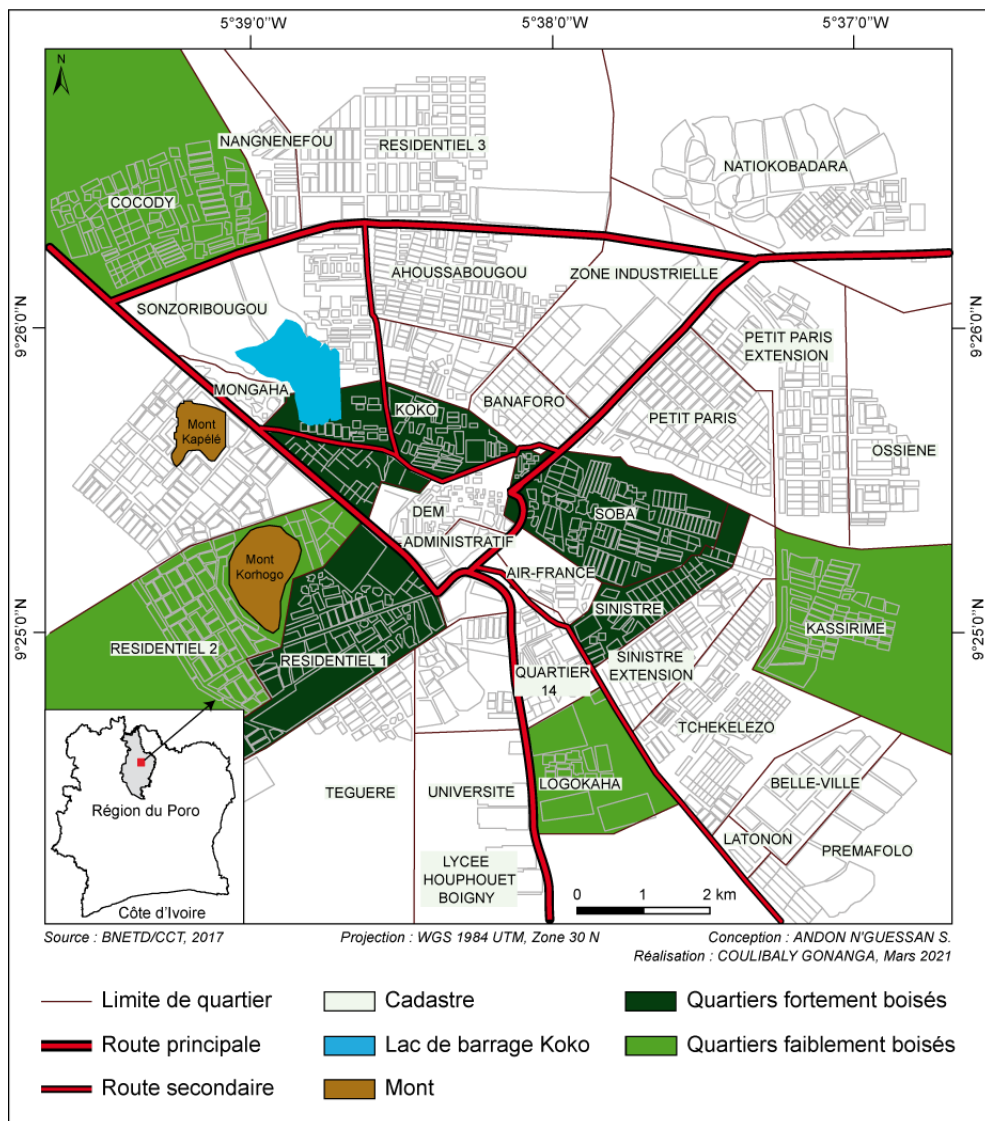 5°39'0''W
5°38'0''W
5°37'0''W
N
NANGNENEFOU
RESIDENTIEL 3
NATIOKOBADARA
COCODY
AHOUSSABOUGOU
ZONE INDUSTRIELLE
SONZORIBOUGOU
9°26'0''N
9°26'0''N
PETIT PARIS
EXTENSION
MONGAHA
KOKO
BANAFORO
PETIT PARIS
Mont
Kapélé
OSSIENE
DEM
SOBA
ADMINISTRATIF
Mont
Korhogo
AIR-FRANCE
SINISTRE
9°25'0''N
9°25'0''N
KASSIRIME
RESIDENTIEL 2
RESIDENTIEL 1
QUARTIER
14
SINISTRE
EXTENSION
TCHEKELEZO
TEGUERE
UNIVERSITE
LOGOKAHA
BELLE-VILLE
LATONON
PREMAFOLO
LYCEE
HOUPHOUET
BOIGNY
Région du Poro
Côte d'Ivoire
0 1 2 km
Source : BNETD/CCT, 2017
Projection : WGS 1984 UTM, Zone 30 N
Conception : ANDON N'GUESSAN S.
Réalisation : COULIBALY GONANGA, Mars 2021
Limite de quartier
Cadastre
Quartiers fortement boisés
Route principale
Lac de barrage Koko
Quartiers faiblement boisés
Route secondaire
Mont